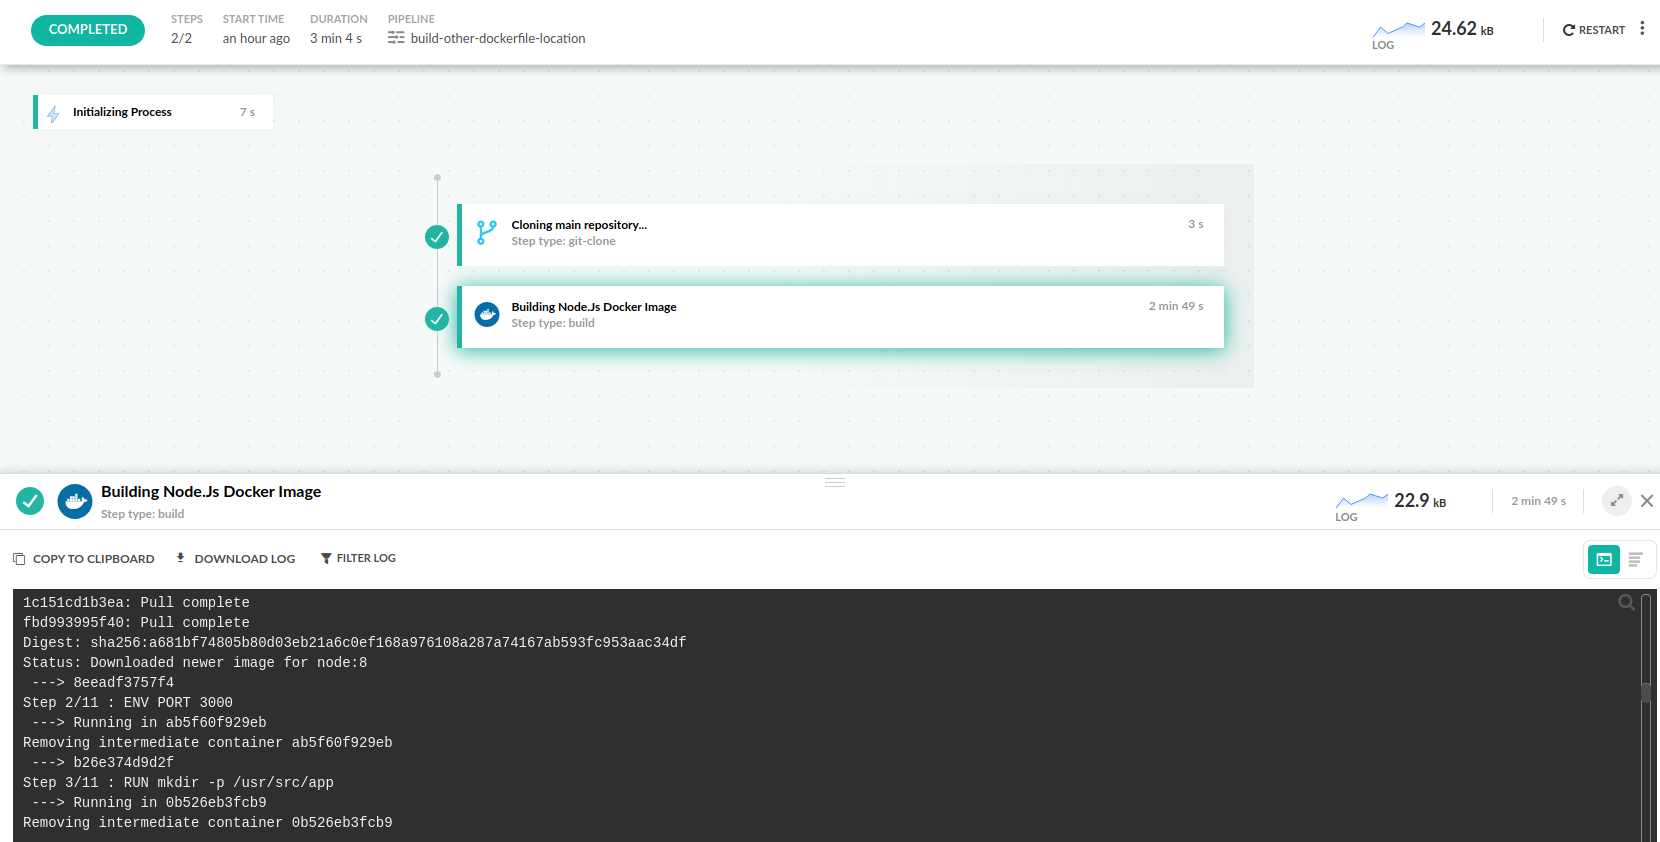 COMPLETED
STEPS
2/2
START TIME
an hour ago
DURATION
3 min 4 s
PIPELINE
build-other-dockerfile-location
LOG
24.62 kB
RESTART
Initializing Process
7 s
Cloning main repository...
3 s
Step type: git-clone
Building Node.Js Docker Image
2 min 49 s
Step type: build
Building Node.Js Docker Image
Step type: build
LOG
22.9 kB
2 min 49 s
COPY TO CLIPBOARD
DOWNLOAD LOG
FILTER LOG
1c151cd1b3ea: Pull complete
fbd993995f40: Pull complete
Digest: sha256:a681bf74805b80d03eb21a6c0ef168a976108a287a74167ab593fc953aac34df
Status: Downloaded newer image for node:8
---> 8eeadf3757f4
Step 2/11 : ENV PORT 3000
---> Running in ab5f60f929eb
Removing intermediate container ab5f60f929eb
---> b26e374d9d2f
Step 3/11 : RUN mkdir -p /usr/src/app
---> Running in 0b526eb3fcb9
Removing intermediate container 0b526eb3fcb9